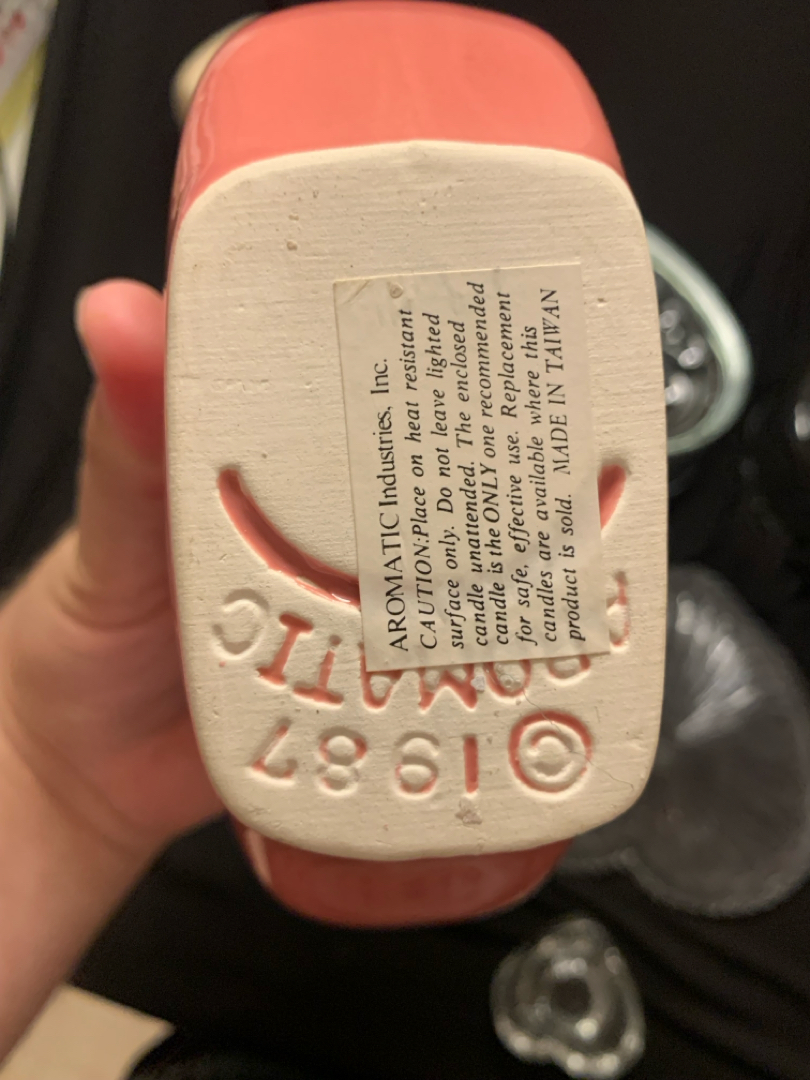 AROMATIC Industries, Inc.
CAUTION:Place on heat resistant
surface only. Do not leave lighted
candle unattended. The enclosed
candle is the ONLY one recommended
for safe, effective use. Replacement
candles are available where this
product is sold. MADE IN TAIWAN
©1987
AROMATIC